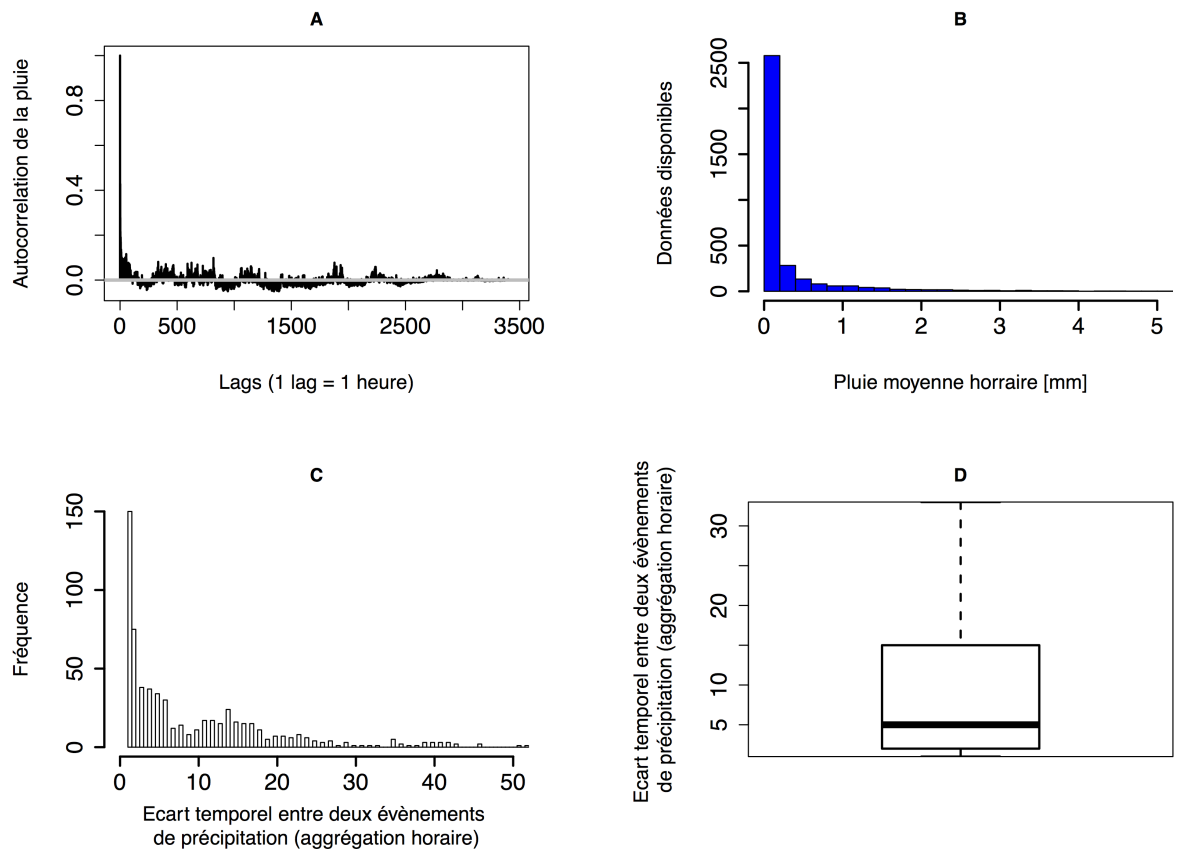 A
Autocorrelation de la pluie
0.0
0.4
0.8
0
500
1500
2500
3500
Lags (1 lag = 1 heure)
B
Données disponibles
0
500
1500
2500
0
1
2
3
4
5
Pluie moyenne horraire [mm]
C
Fréquence
0
50
100
150
0
10
20
30
40
50
Ecart temporel entre deux évènements
de précipitation (aggrégation horaire)
D
Ecart temporel entre deux évènements
de précipitation (aggrégation horaire)
5
10
20
30